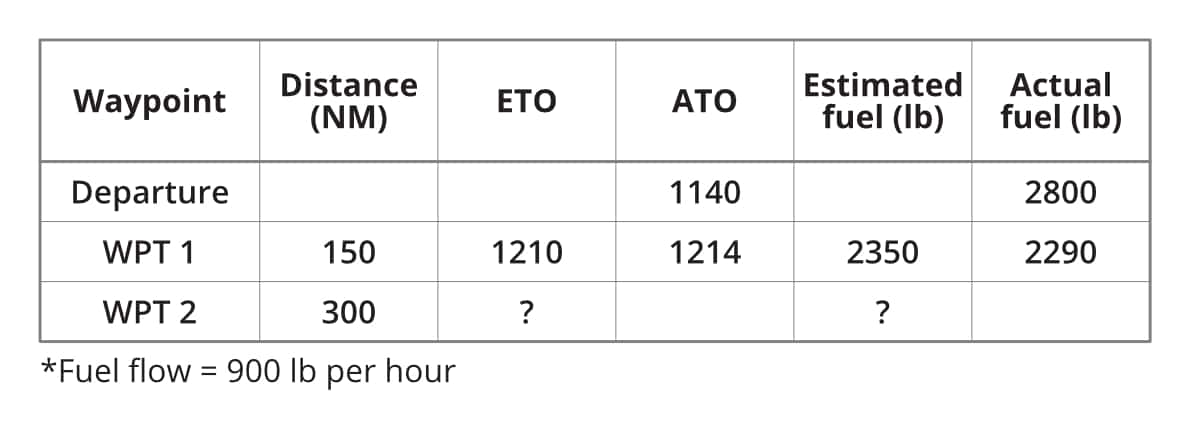 Waypoint Distance (NM) ETO ATO Estimated fuel (lb) Actual fuel (lb)
Departure 1140 2800
WPT 1 150 1210 1214 2350 2290
WPT 2 300 ? ?
*Fuel flow = 900 lb per hour